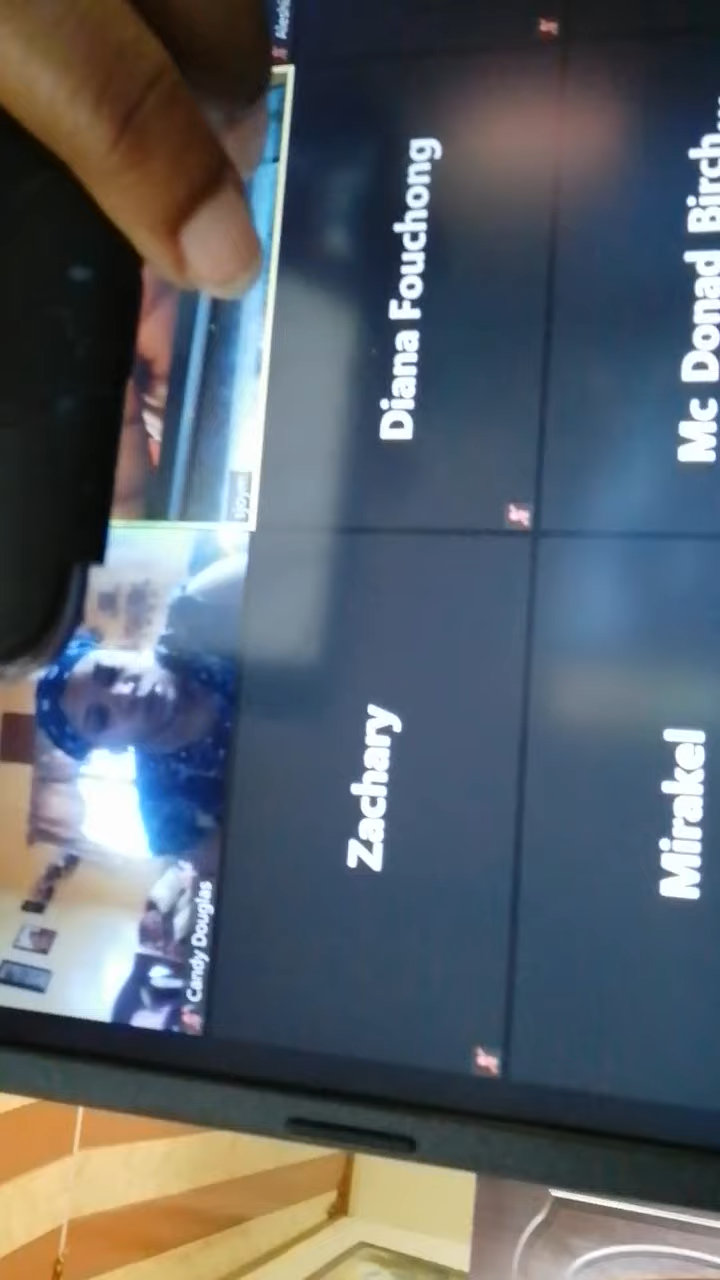 Diana Fouchong
Mc Donad Birch
Candy Douglas
Zachary
Mirakel